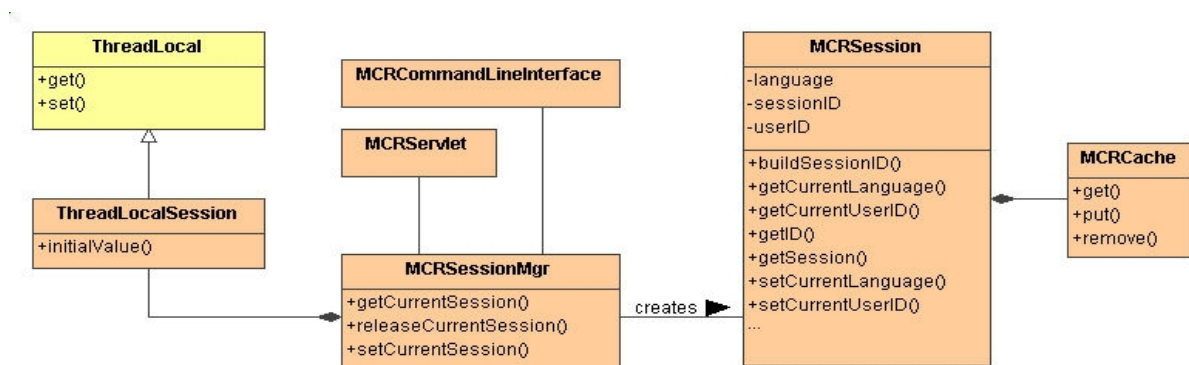 ThreadLocal
+get()
+set()
ThreadLocalSession
+initialValue()
MCRCommandLineInterface
MCRServlet
MCRSessionMgr
+getCurrentSession()
+releaseCurrentSession()
+setCurrentSession()
creates
MCRSession
-language
-sessionID
-userID
+buildSessionID()
+getCurrentLanguage()
+getCurrentUserID()
+getID()
+getSession()
+setCurrentLanguage()
+setCurrentUserID()
...
MCRCache
+get()
+put()
+remove()